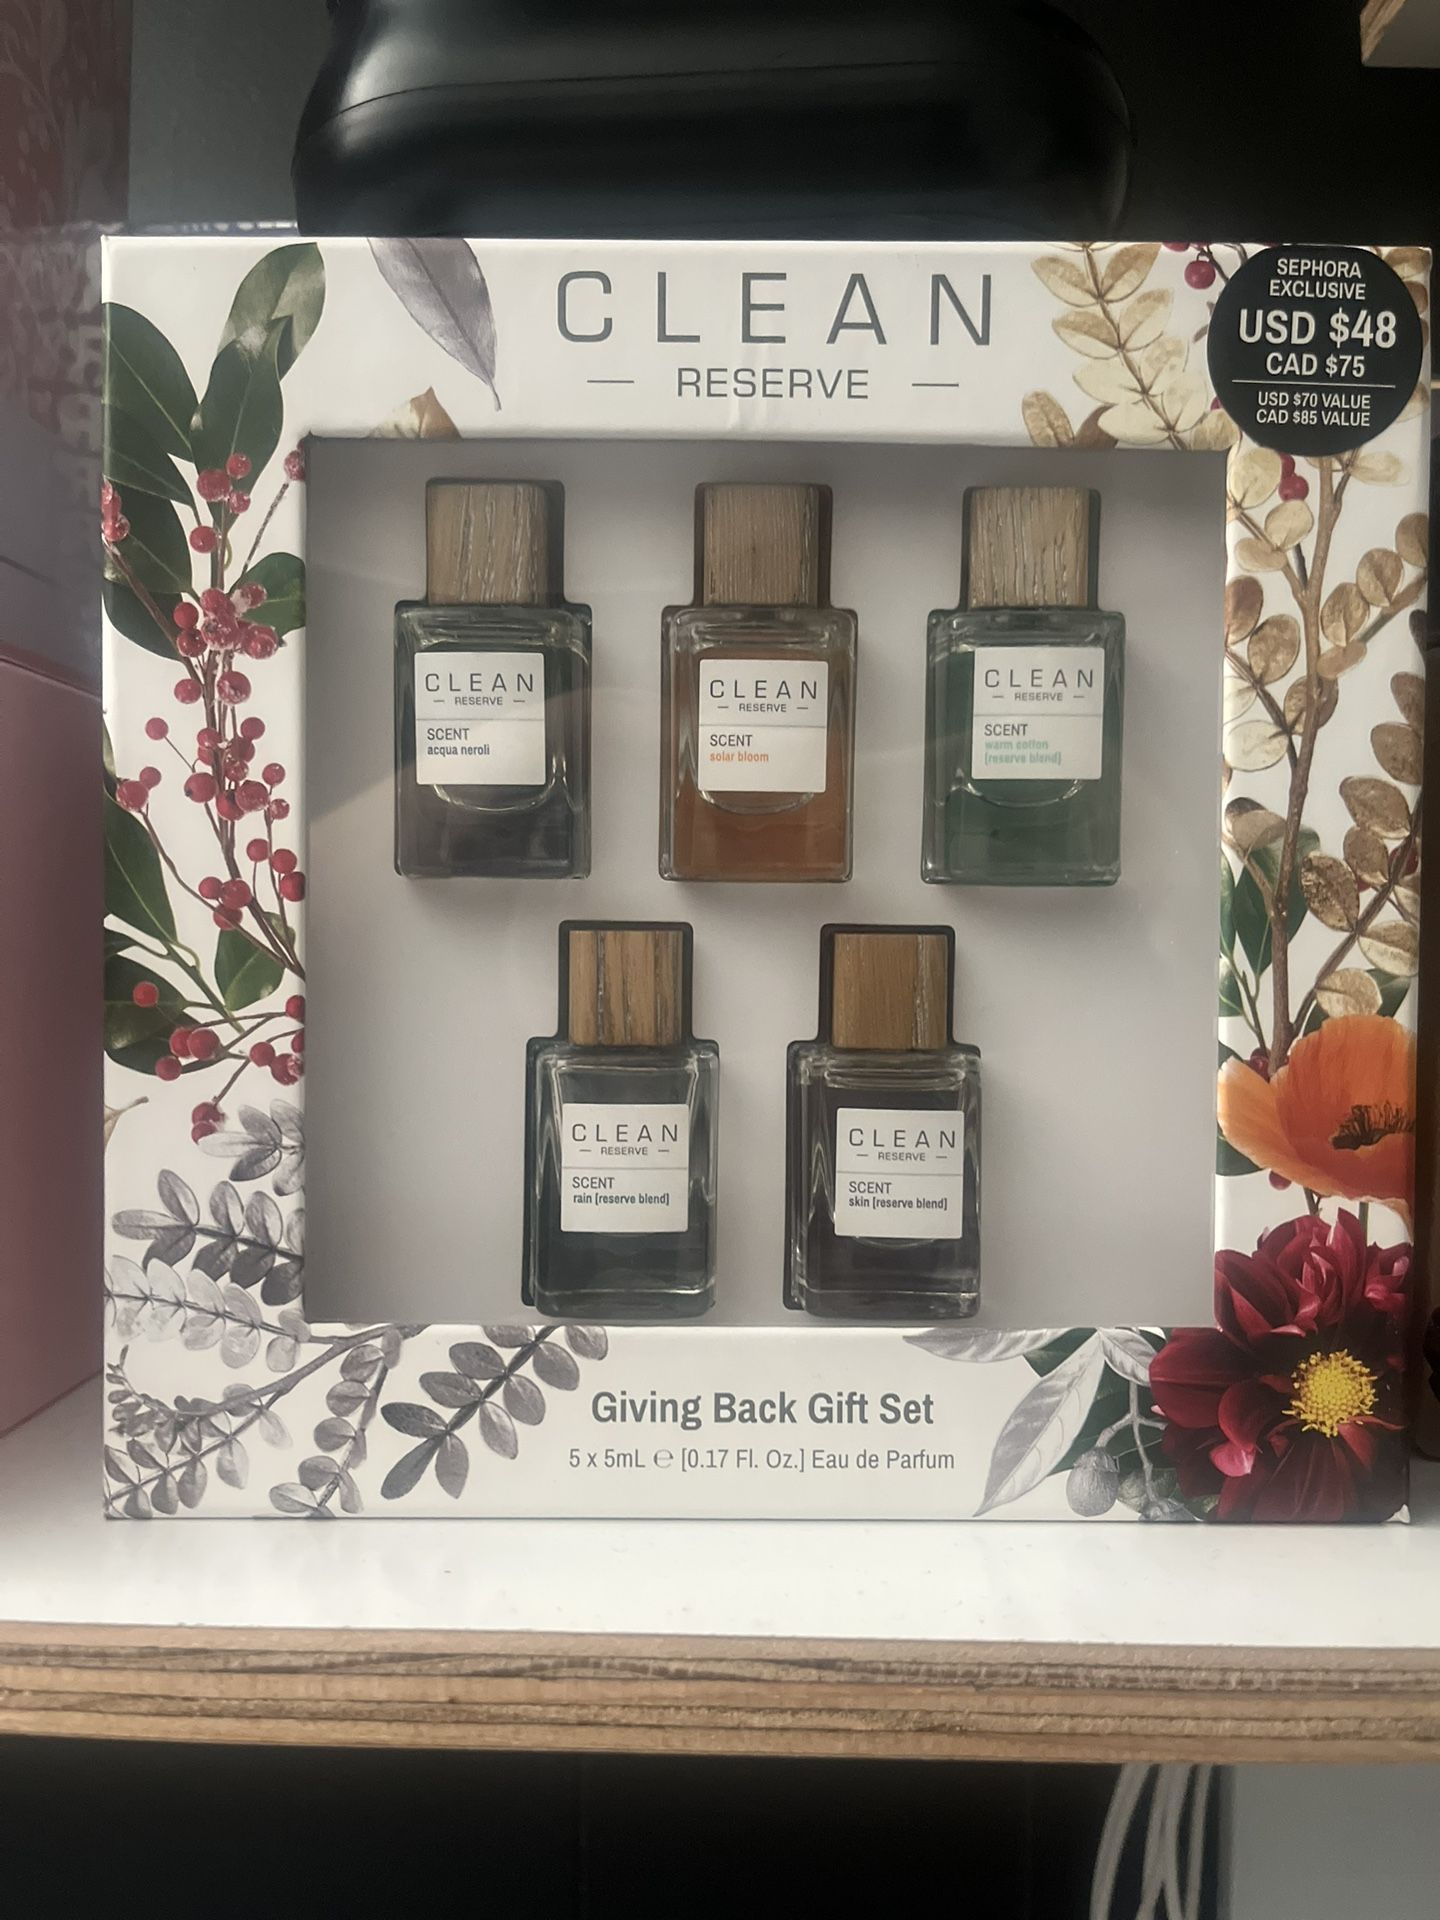 CLEAN
— RESERVE —
SEPHORA
EXCLUSIVE
USD $48
CAD $75
USD $70 VALUE
CAD $85 VALUE
CLEAN
— RESERVE —
SCENT
acqua neroli
CLEAN
— RESERVE —
SCENT
solar bloom
CLEAN
— RESERVE —
SCENT
warm cotton
[reserve blend]
CLEAN
— RESERVE —
SCENT
rain [reserve blend]
CLEAN
— RESERVE —
SCENT
skin [reserve blend]
Giving Back Gift Set
5 x 5mL ℮ [0.17 Fl. Oz.] Eau de Parfum